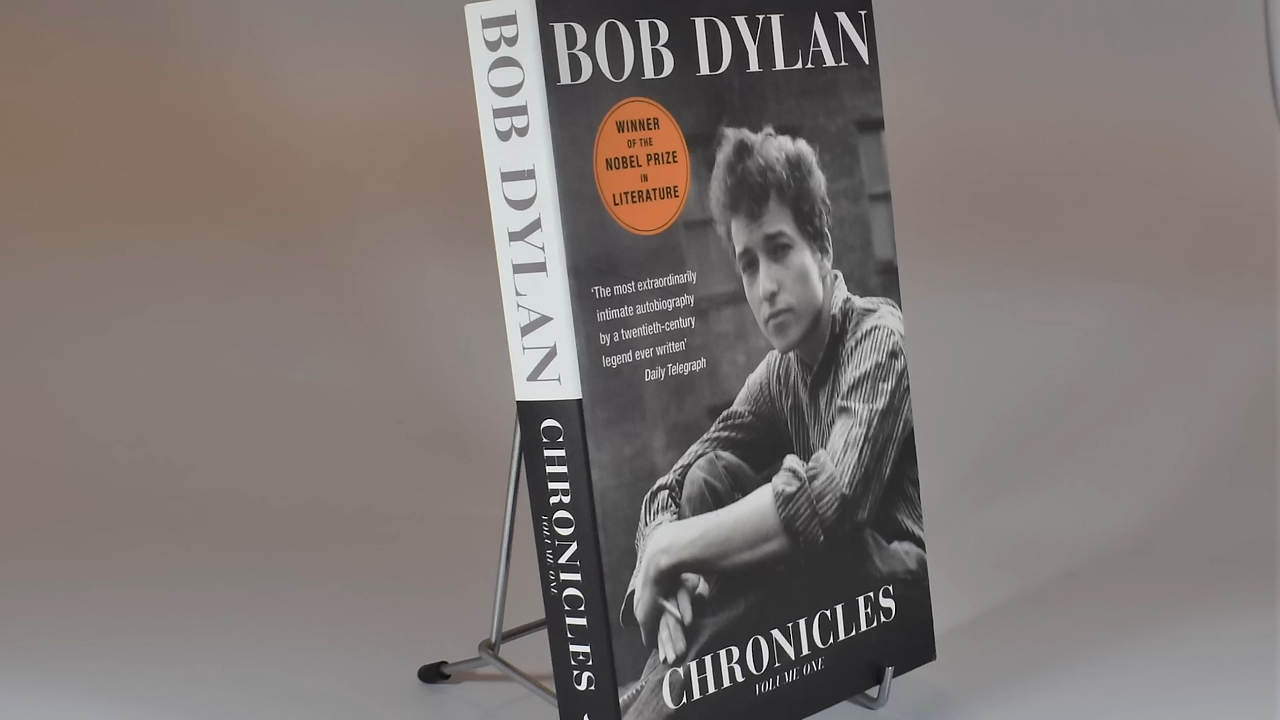 BOB DYLAN
CHRONICLES
VOLUME ONE
BOB DYLAN
WINNER
OF THE
NOBEL PRIZE
IN
LITERATURE
‘The most extraordinarily
intimate autobiography
by a twentieth-century
legend ever written’
Daily Telegraph
CHRONICLES
VOLUME ONE